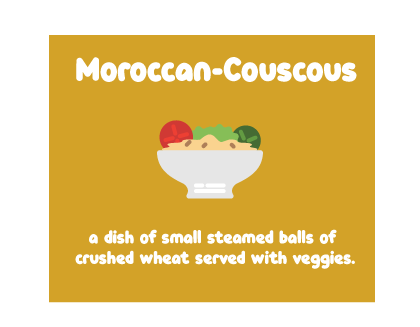 Moroccan-Couscous
a dish of small steamed balls of
crushed wheat served with veggies.